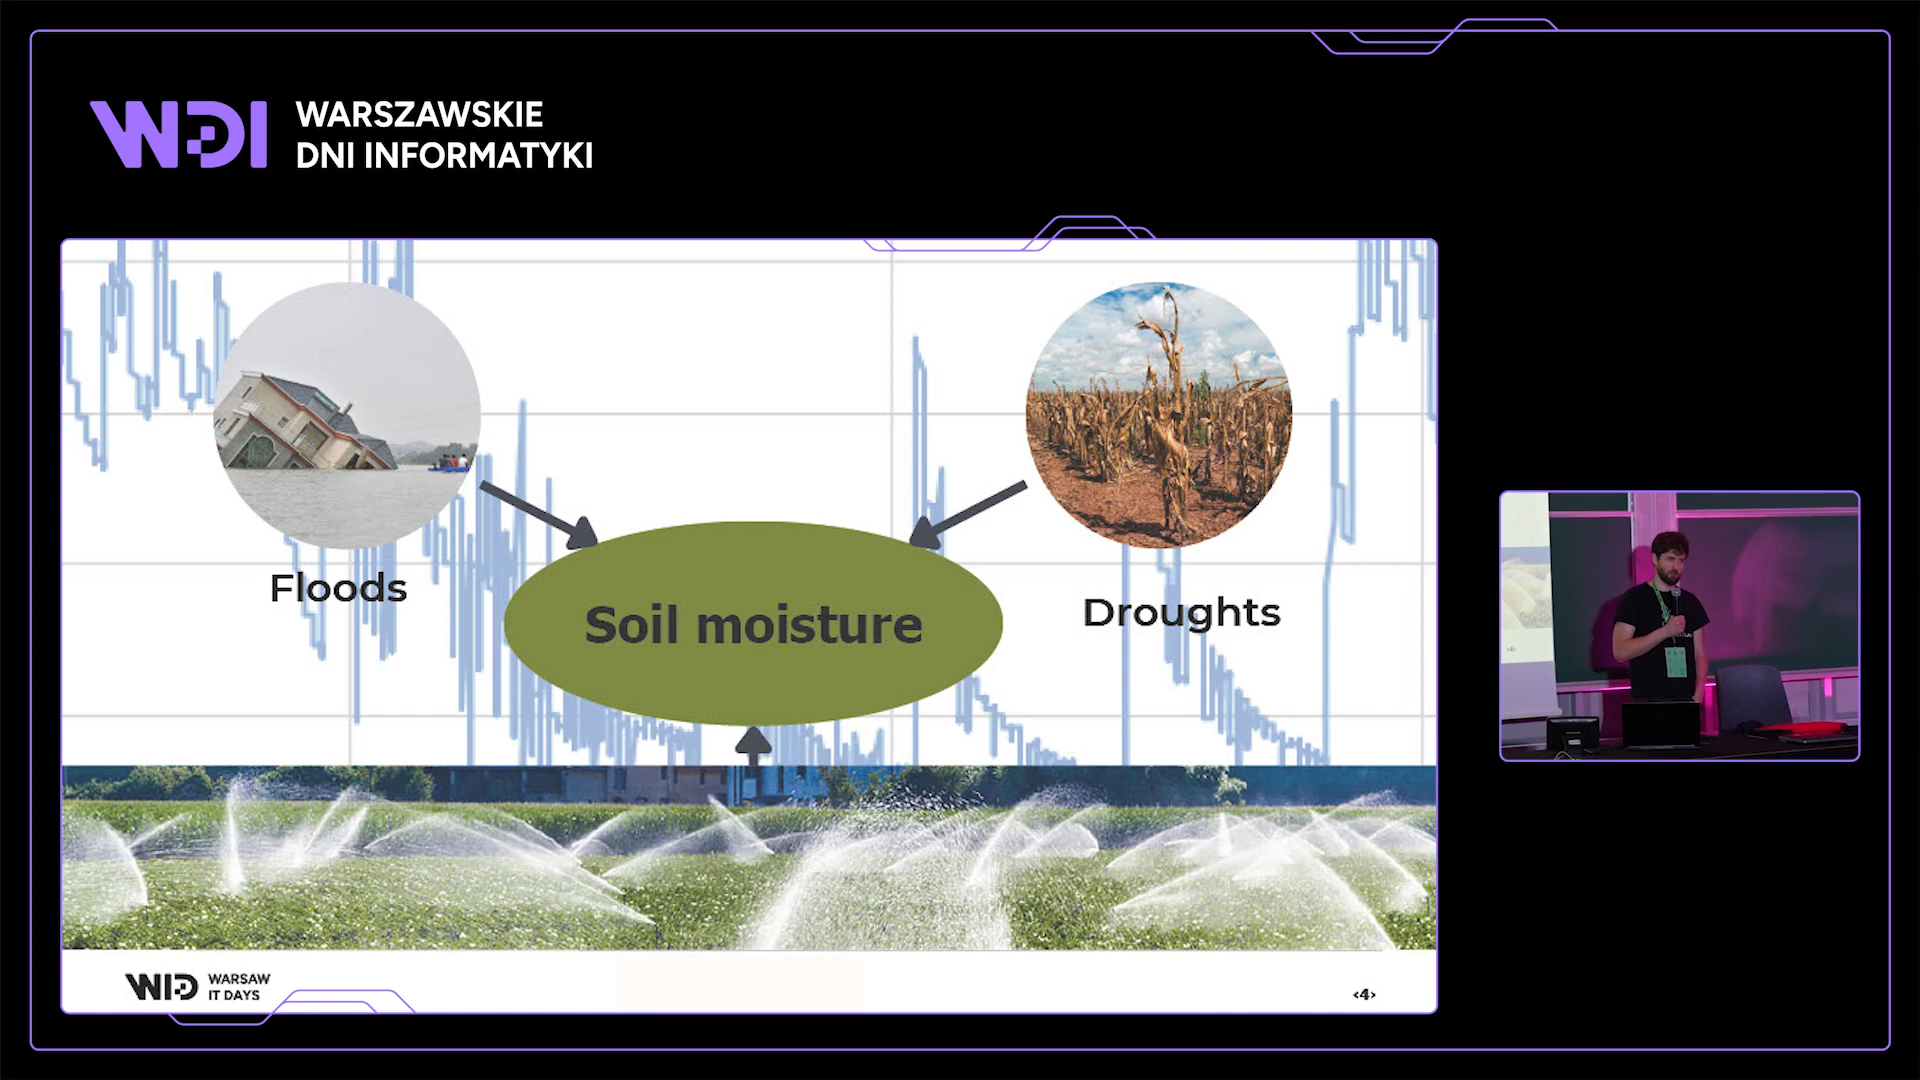 WDI
WARSZAWSKIE
DNI INFORMATYKI
Floods
Droughts
Soil moisture
WID
WARSAW
IT DAYS
‹4›